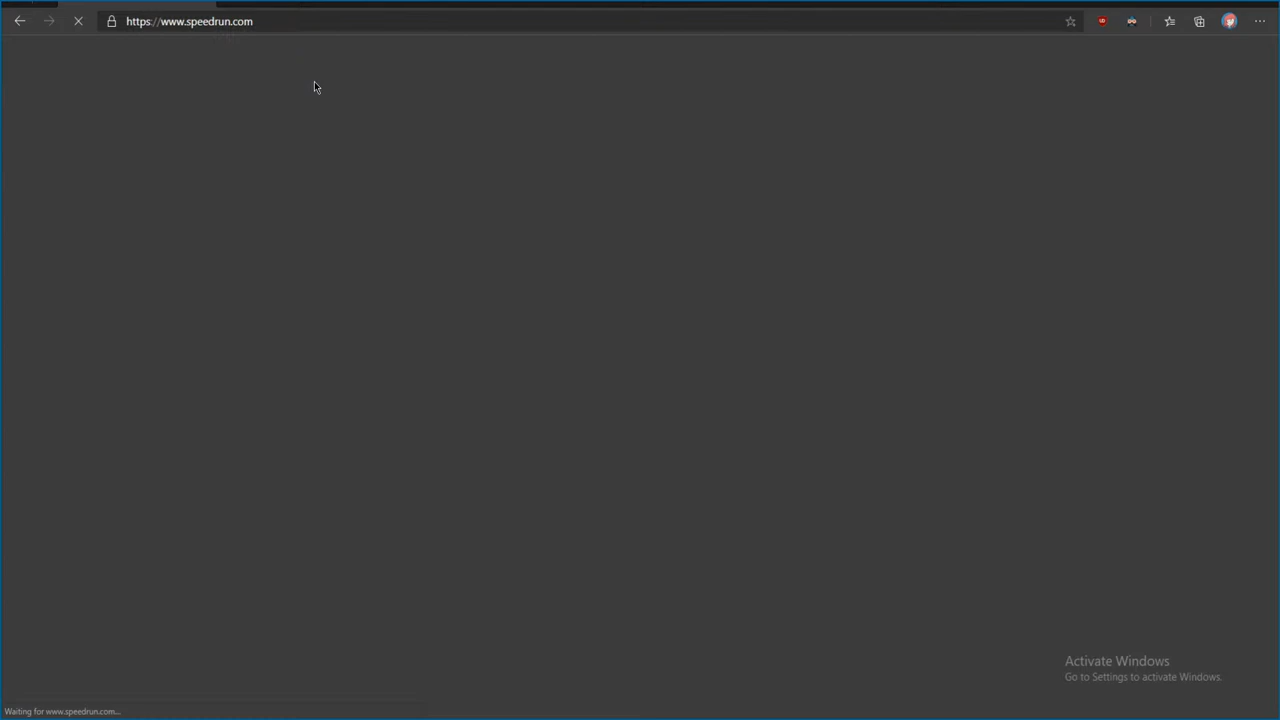 https://www.speedrun.com
Activate Windows
Go to Settings to activate Windows.
Waiting for www.speedrun.com...